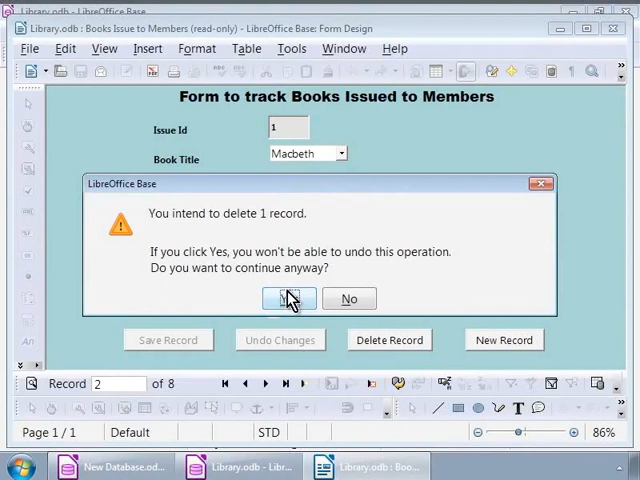 Library.odb
LibreOffice Base
Library.odb : Books Issue to Members (read-only) - LibreOffice Base: Form Design
File Edit View Insert Format Table Tools Window Help
Form to track Books Issued to Members
Issue Id 1
Book Title Macbeth
LibreOffice Base
You intend to delete 1 record.
If you click Yes, you won't be able to undo this operation.
Do you want to continue anyway?
No
Save Record Undo Changes Delete Record New Record
Record 2 of 8
Page 1 / 1 Default STD 86%
New Database.od... Library.odb - Libr... Library.odb : Boo...